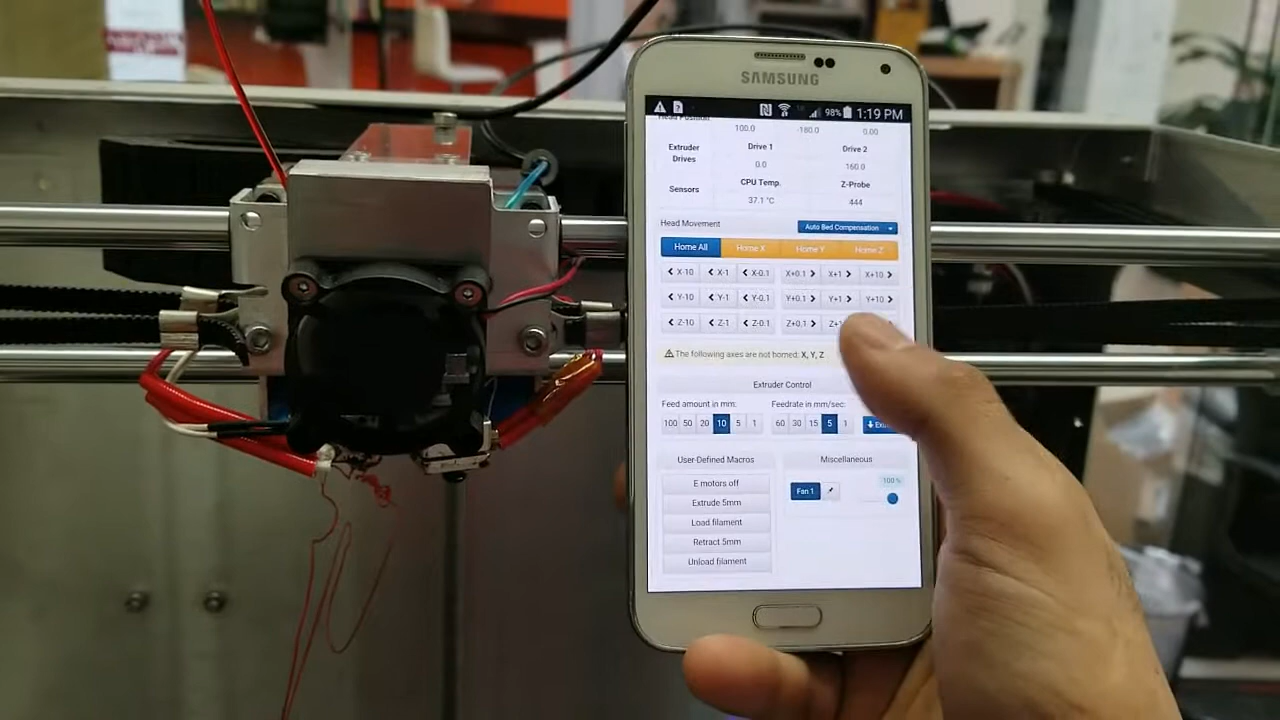 SAMSUNG
98% 1:19 PM
Head Position
100.0 -180.0 0.00
Extruder Drives Drive 1 Drive 2
0.0 160.0
Sensors CPU Temp. Z-Probe
37.1 °C 444
Head Movement Auto Bed Compensation
Home All Home X Home Y Home Z
X-10 X-1 X-0.1 X+0.1 X+1 X+10
Y-10 Y-1 Y-0.1 Y+0.1 Y+1 Y+10
Z-10 Z-1 Z-0.1 Z+0.1
The following axes are not homed: X, Y, Z
Extruder Control
Feed amount in mm: Feedrate in mm/sec:
100 50 20 10 5 1 60 30 15 5 1
User-Defined Macros Miscellaneous
E motors off
Extrude 5mm
Load filament
Retract 5mm
Unload filament
Fan 1 100 %